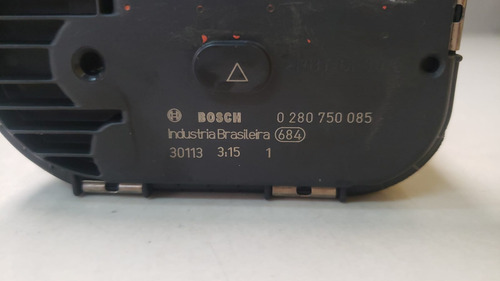 BOSCH 0 280 750 085
Industria Brasileira 684
30113 3:15 1